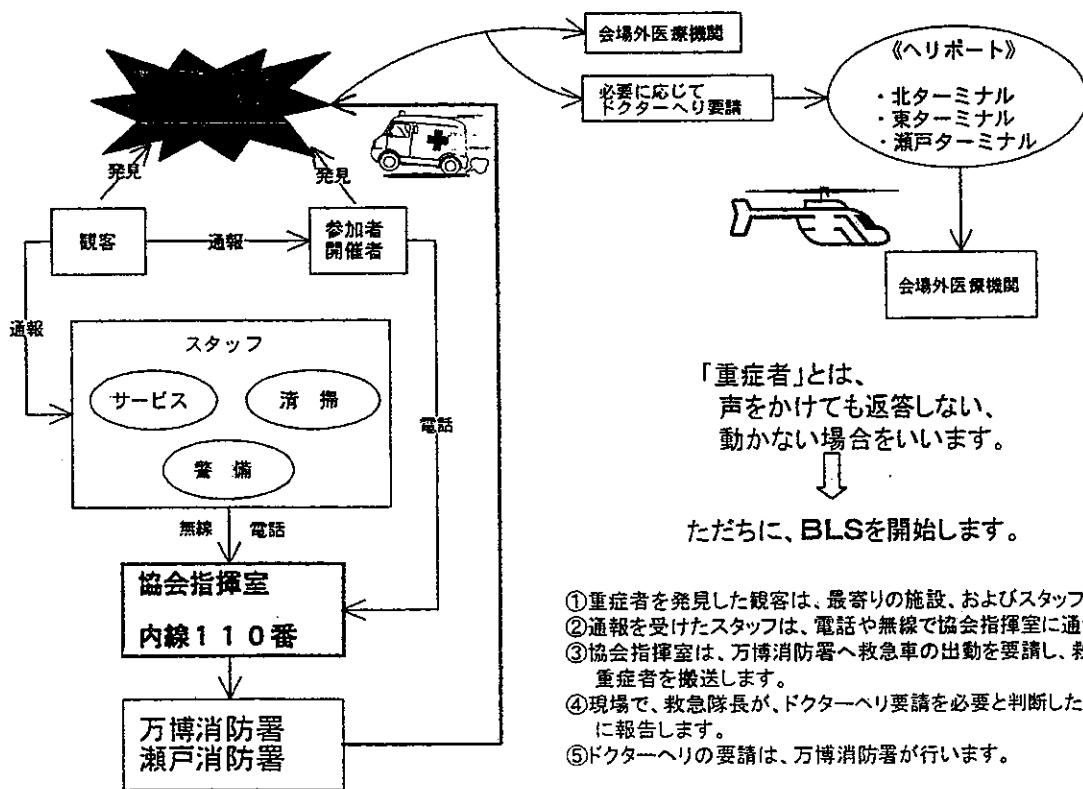 会場外医療機関
必要に応じて
ドクターヘリ要請
《ヘリポート》
・北ターミナル
・東ターミナル
・瀬戸ターミナル
会場外医療機関
発見
発見
観客
通報
参加者
開催者
通報
スタッフ
サービス
清 掃
警 備
電話
無線
電話
協会指揮室
内線110番
万博消防署
瀬戸消防署
「重症者」とは、
声をかけても返答しない、
動かない場合をいいます。
ただちに、BLSを開始します。
①重症者を発見した観客は、最寄りの施設、およびスタッフ
②通報を受けたスタッフは、電話や無線で協会指揮室に通
③協会指揮室は、万博消防署へ救急車の出動を要請し、救
重症者を搬送します。
④現場で、救急隊長が、ドクターヘリ要請を必要と判断した
に報告します。
⑤ドクターヘリの要請は、万博消防署が行います。